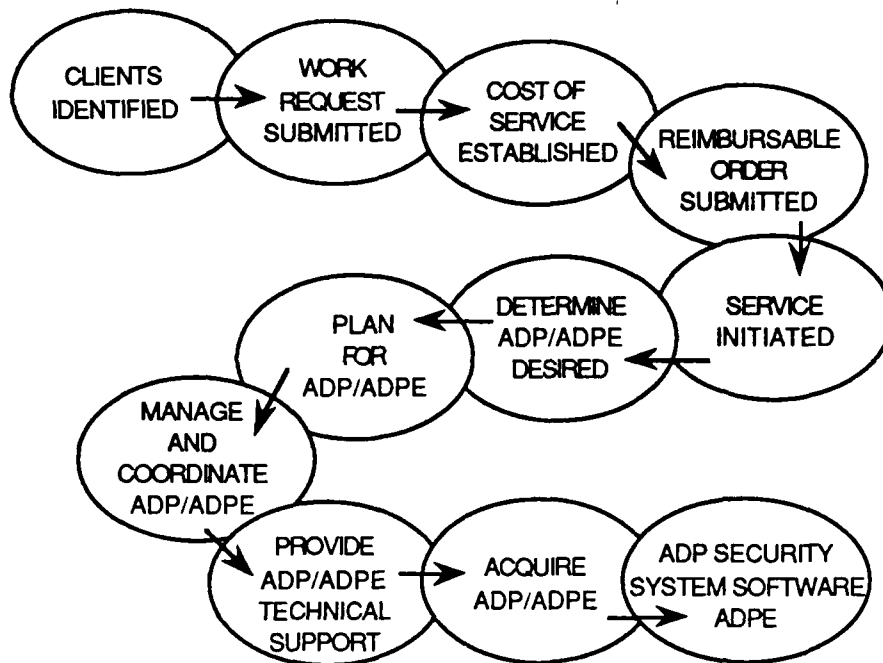 CLIENTS
IDENTIFIED
WORK
REQUEST
SUBMITTED
COST OF
SERVICE
ESTABLISHED
REIMBURSABLE
ORDER
SUBMITTED
SERVICE
INITIATED
DETERMINE
ADP/ADPE
DESIRED
PLAN
FOR
ADP/ADPE
MANAGE
AND
COORDINATE
ADP/ADPE
PROVIDE
ADP/ADPE
TECHNICAL
SUPPORT
ACQUIRE
ADP/ADPE
ADP SECURITY
SYSTEM SOFTWARE
ADPE